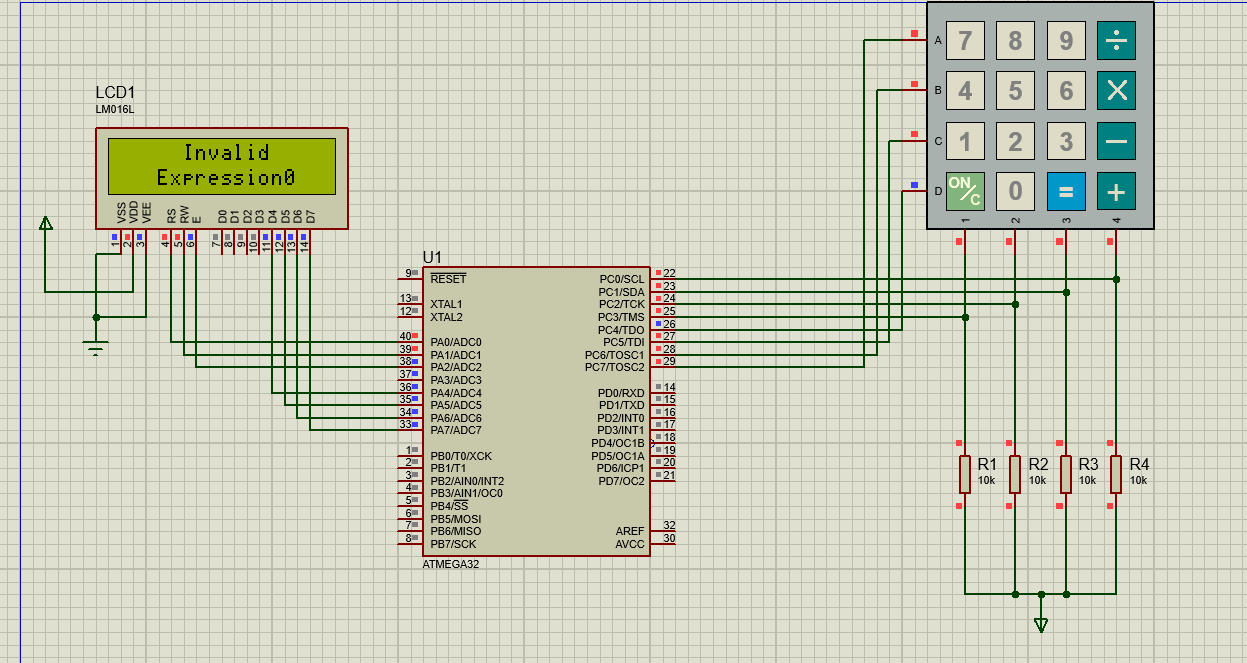 LCD1
LM016L
Invalid
Expression0
VSS
VDD
VEE
RS
RW
E
D0
D1
D2
D3
D4
D5
D6
D7
1
2
3
4
5
6
7
8
9
10
11
12
13
14
A
B
C
D
7 8 9 ÷
4 5 6 ×
1 2 3 −
ON/C 0 = +
1 2 3 4
U1
9 RESET
13 XTAL1
12 XTAL2
40 PA0/ADC0
39 PA1/ADC1
38 PA2/ADC2
37 PA3/ADC3
36 PA4/ADC4
35 PA5/ADC5
34 PA6/ADC6
33 PA7/ADC7
1 PB0/T0/XCK
2 PB1/T1
3 PB2/AIN0/INT2
4 PB3/AIN1/OC0
5 PB4/SS
6 PB5/MOSI
7 PB6/MISO
8 PB7/SCK
PC0/SCL 22
PC1/SDA 23
PC2/TCK 24
PC3/TMS 25
PC4/TDO 26
PC5/TDI 27
PC6/TOSC1 28
PC7/TOSC2 29
PD0/RXD 14
PD1/TXD 15
PD2/INT0 16
PD3/INT1 17
PD4/OC1B 18
PD5/OC1A 19
PD6/ICP1 20
PD7/OC2 21
AREF 32
AVCC 30
ATMEGA32
R1
10k
R2
10k
R3
10k
R4
10k